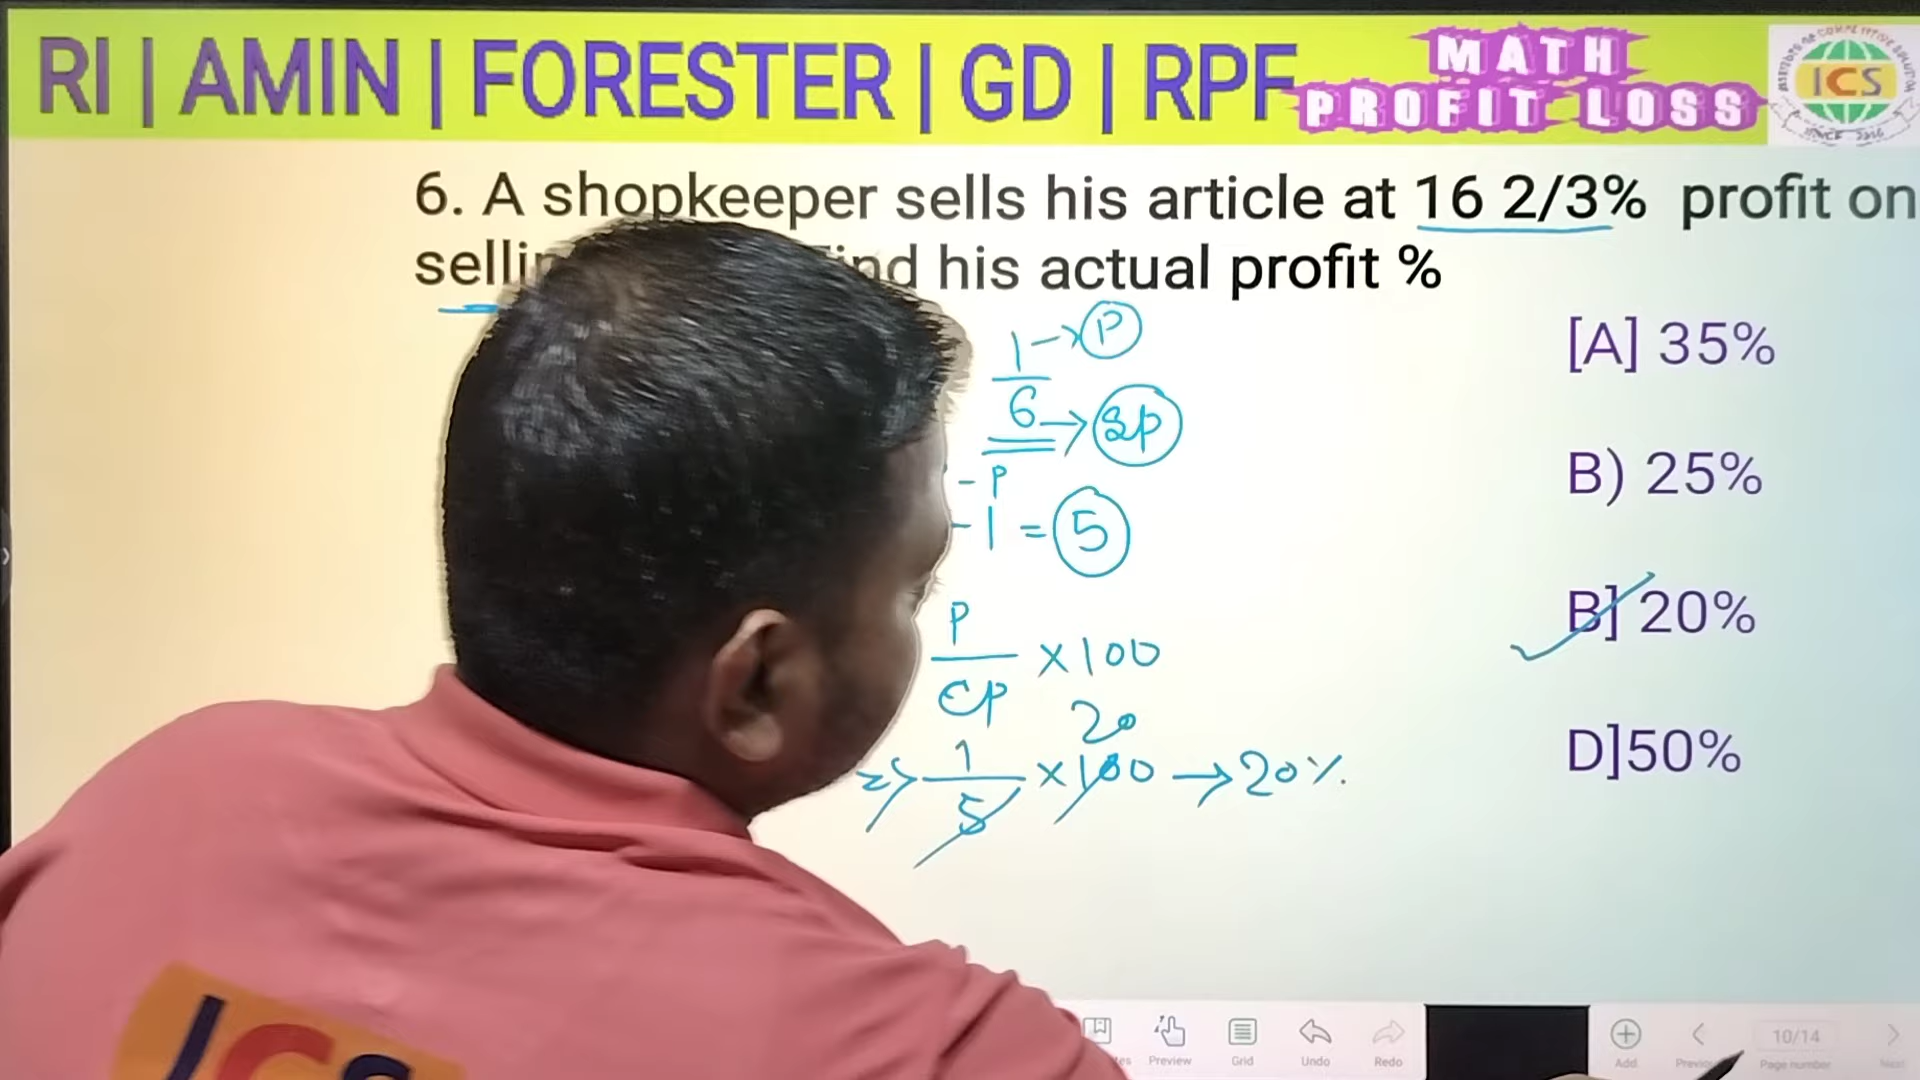 RI | AMIN | FORESTER | GD | RPF
MATH
PROFIT LOSS
ICS
6. A shopkeeper sells his article at 16 2/3% profit on
his actual profit %
[A] 35%
B) 25%
B] 20%
D]50%
1 → P
6 → SP
- P
- 1 = 5
P
CP × 100
20
1
5 × 100 → 20%
ICS
Preview
Grid
Undo
Redo
Add
10/14
Page number
Next